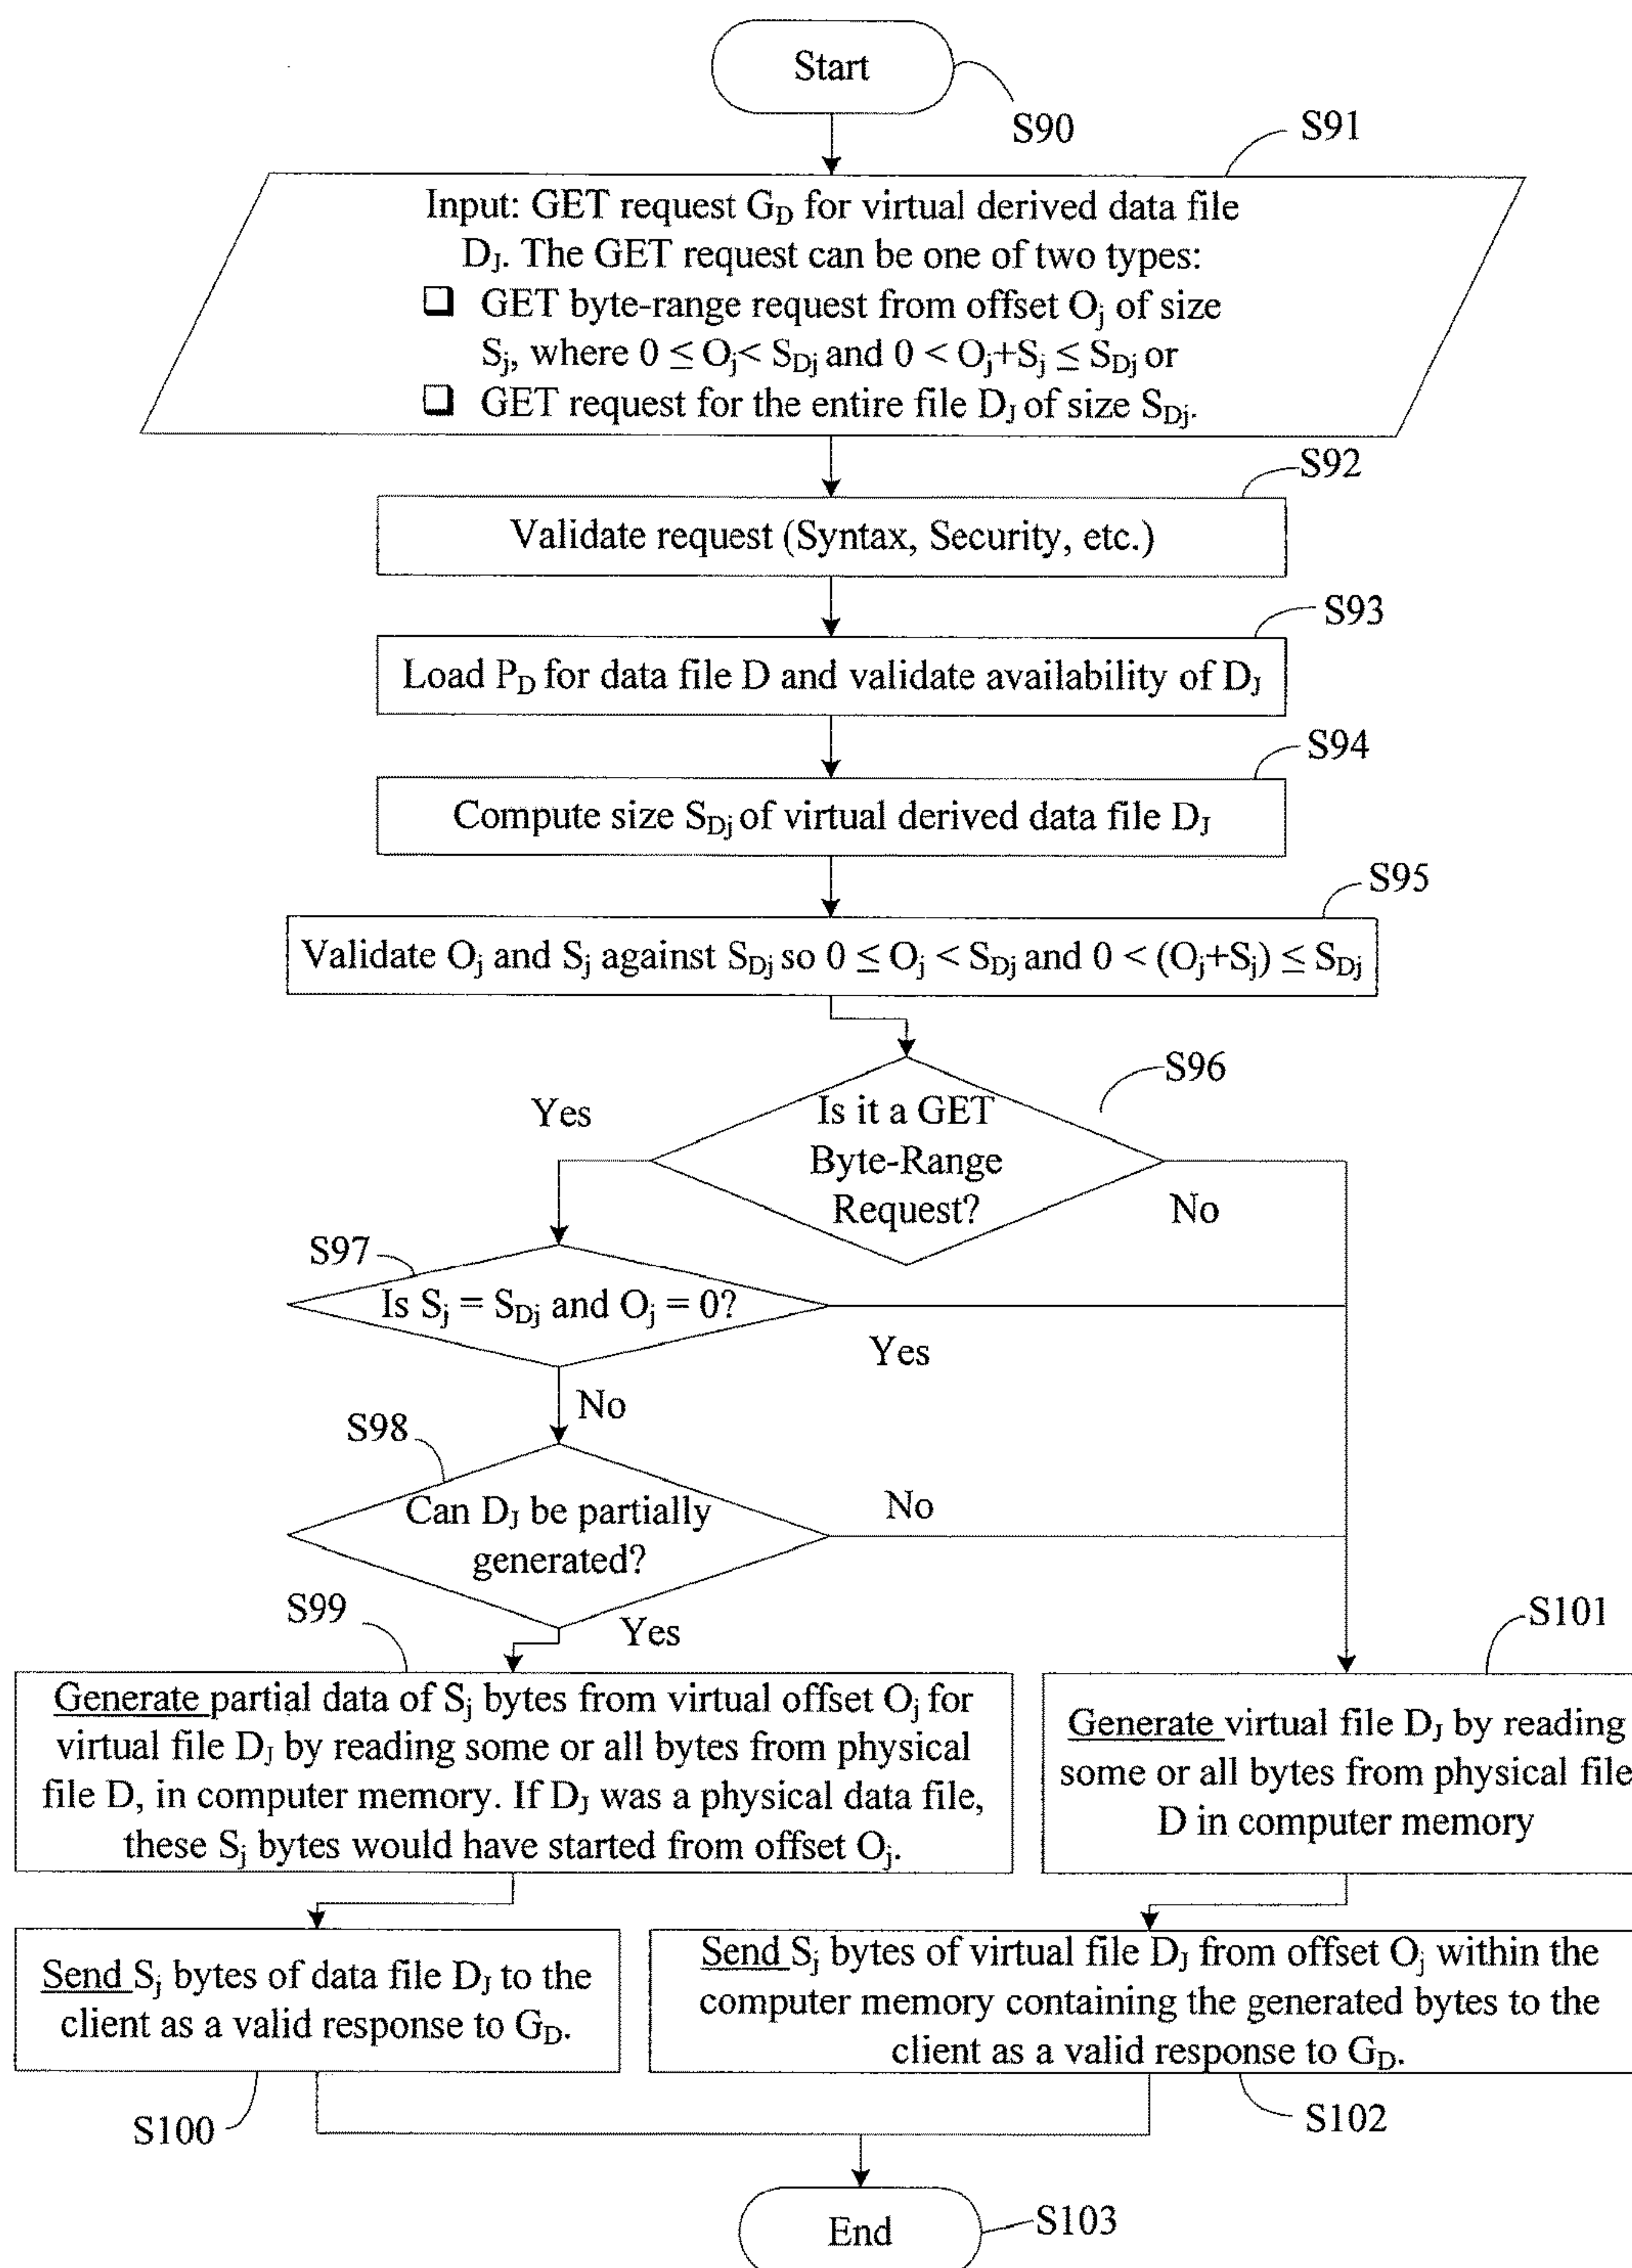 Start
S90
S91
Input: GET request G_D for virtual derived data file
D_J. The GET request can be one of two types:
❑ GET byte-range request from offset O_j of size
S_j, where 0 ≤ O_j< S_Dj and 0 < O_j+S_j ≤ S_Dj or
❑ GET request for the entire file D_J of size S_Dj.
S92
Validate request (Syntax, Security, etc.)
S93
Load P_D for data file D and validate availability of D_J
S94
Compute size S_Dj of virtual derived data file D_J
S95
Validate O_j and S_j against S_Dj so 0 ≤ O_j < S_Dj and 0 < (O_j+S_j) ≤ S_Dj
S96
Yes
Is it a GET
Byte-Range
Request?
No
S97
Is S_j = S_Dj and O_j = 0?
Yes
No
S98
Can D_J be partially
generated?
No
Yes
S99
Generate partial data of S_j bytes from virtual offset O_j for
virtual file D_J by reading some or all bytes from physical
file D, in computer memory. If D_J was a physical data file,
these S_j bytes would have started from offset O_j.
S101
Generate virtual file D_J by reading
some or all bytes from physical file
D in computer memory
Send S_j bytes of data file D_J to the
client as a valid response to G_D.
S100
Send S_j bytes of virtual file D_J from offset O_j within the
computer memory containing the generated bytes to the
client as a valid response to G_D.
S102
End
S103